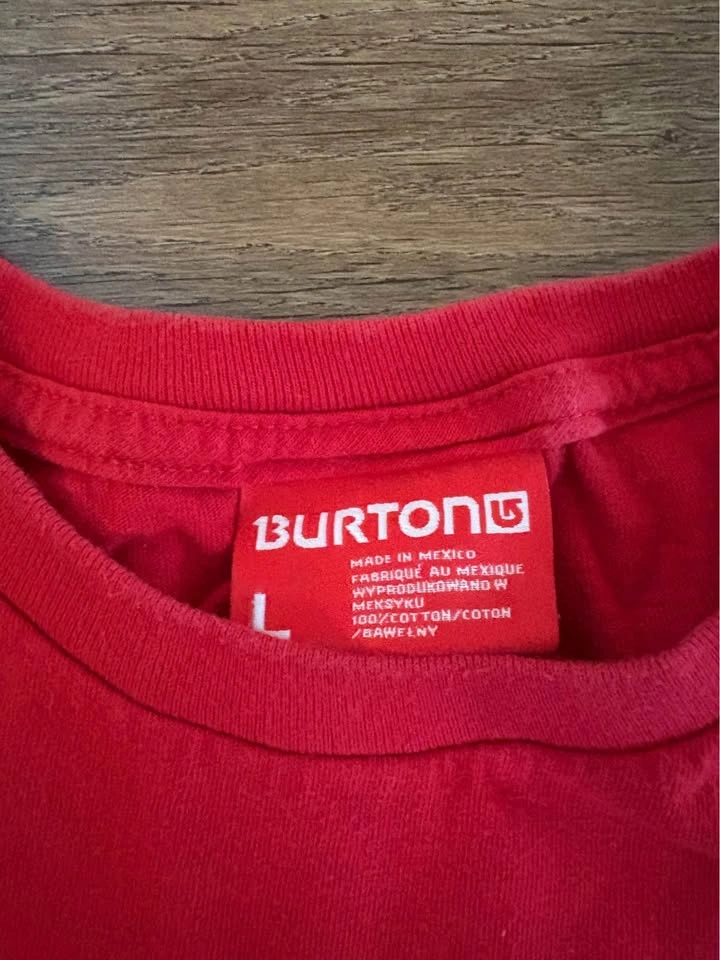 BURTON
MADE IN MEXICO
FABRIQUÉ AU MEXIQUE
WYPRODUKOWANO W
MEKSYKU
L
100%COTTON/COTON
/BAWEŁNY